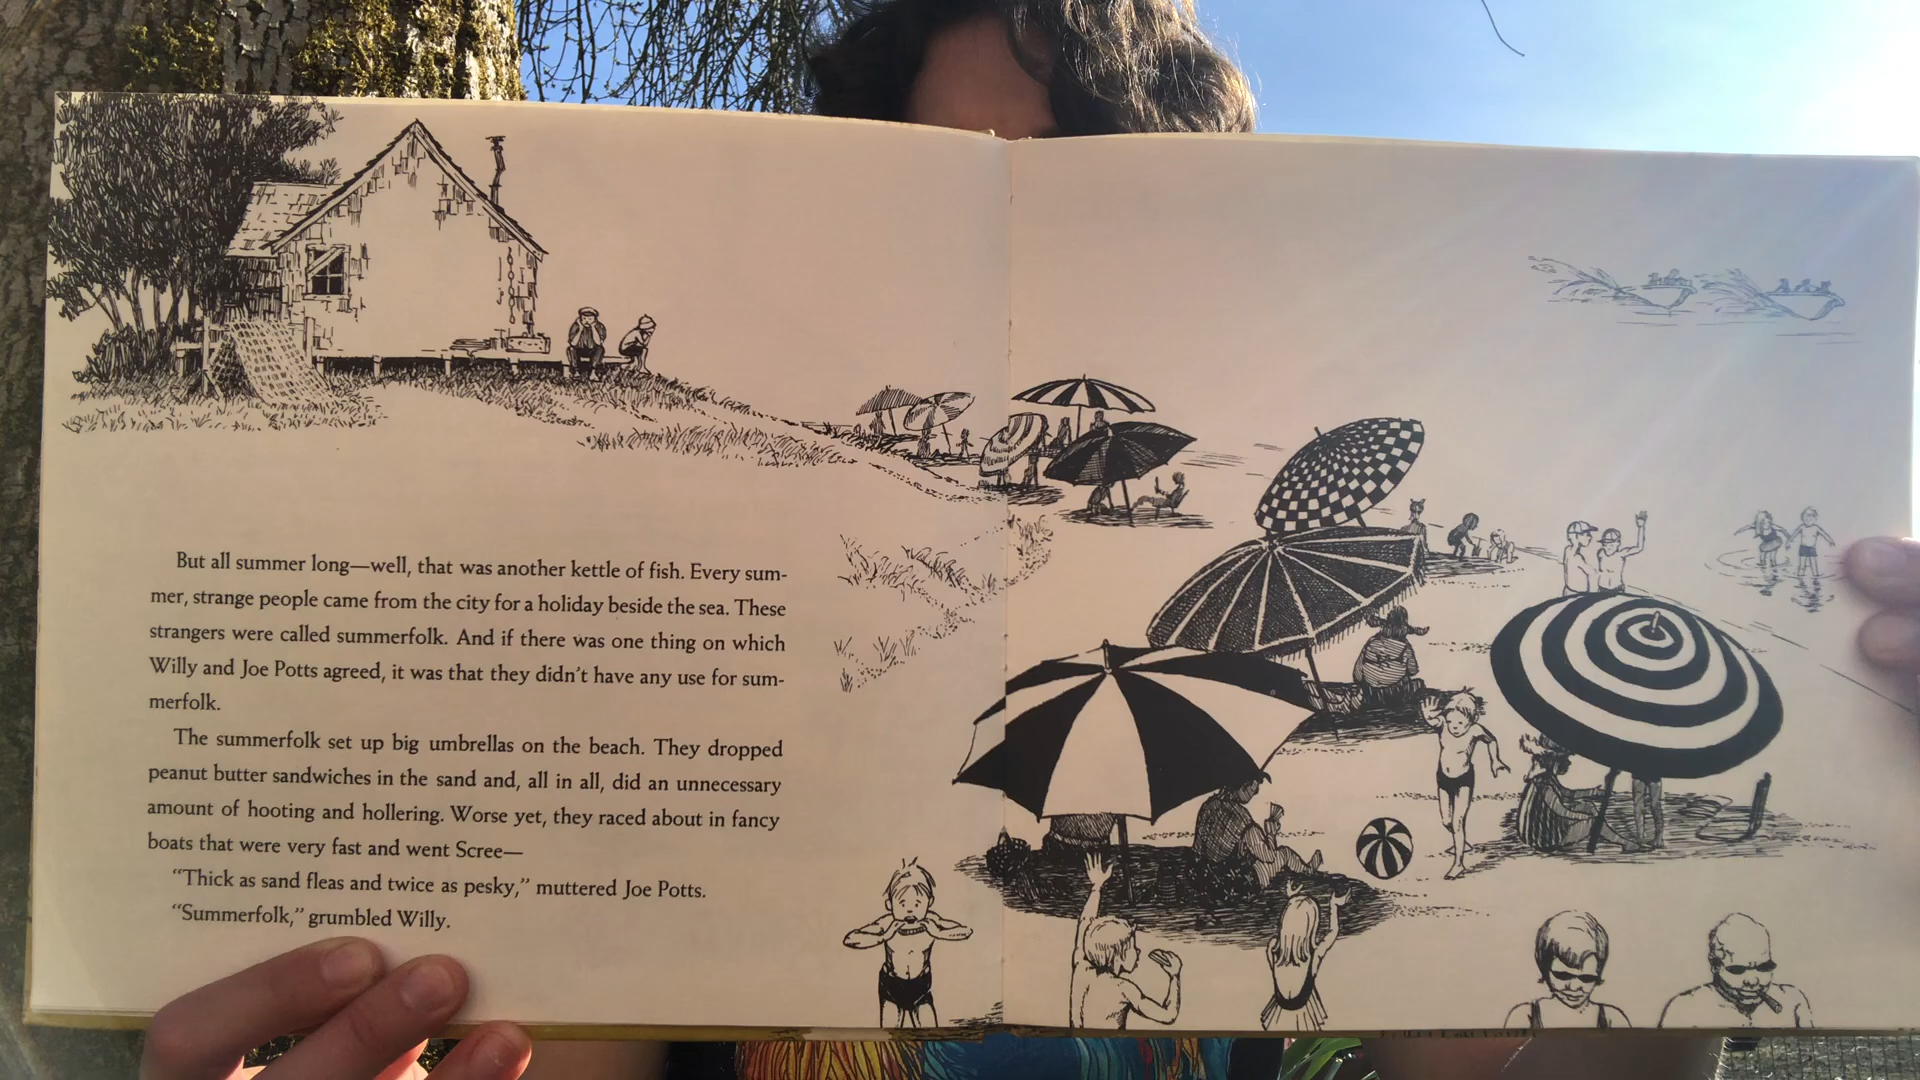 But all summer long—well, that was another kettle of fish. Every sum-
mer, strange people came from the city for a holiday beside the sea. These
strangers were called summerfolk. And if there was one thing on which
Willy and Joe Potts agreed, it was that they didn't have any use for sum-
merfolk.
The summerfolk set up big umbrellas on the beach. They dropped
peanut butter sandwiches in the sand and, all in all, did an unnecessary
amount of hooting and hollering. Worse yet, they raced about in fancy
boats that were very fast and went Scree—
“Thick as sand fleas and twice as pesky,” muttered Joe Potts.
“Summerfolk,” grumbled Willy.